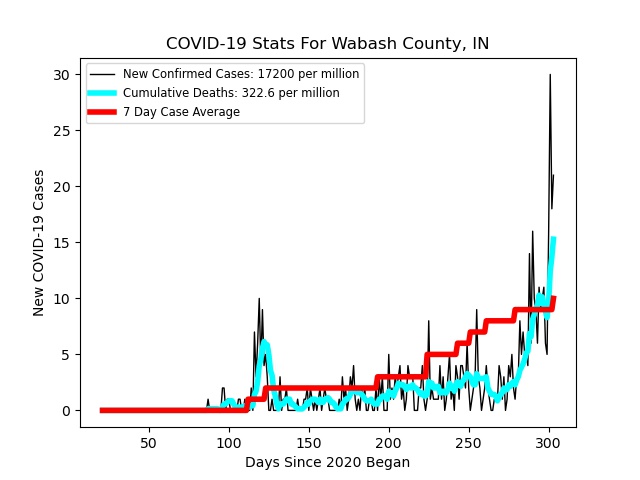 COVID-19 Stats For Wabash County, IN
New Confirmed Cases: 17200 per million
Cumulative Deaths: 322.6 per million
7 Day Case Average
New COVID-19 Cases
30
25
20
15
10
5
0
50 100 150 200 250 300
Days Since 2020 Began